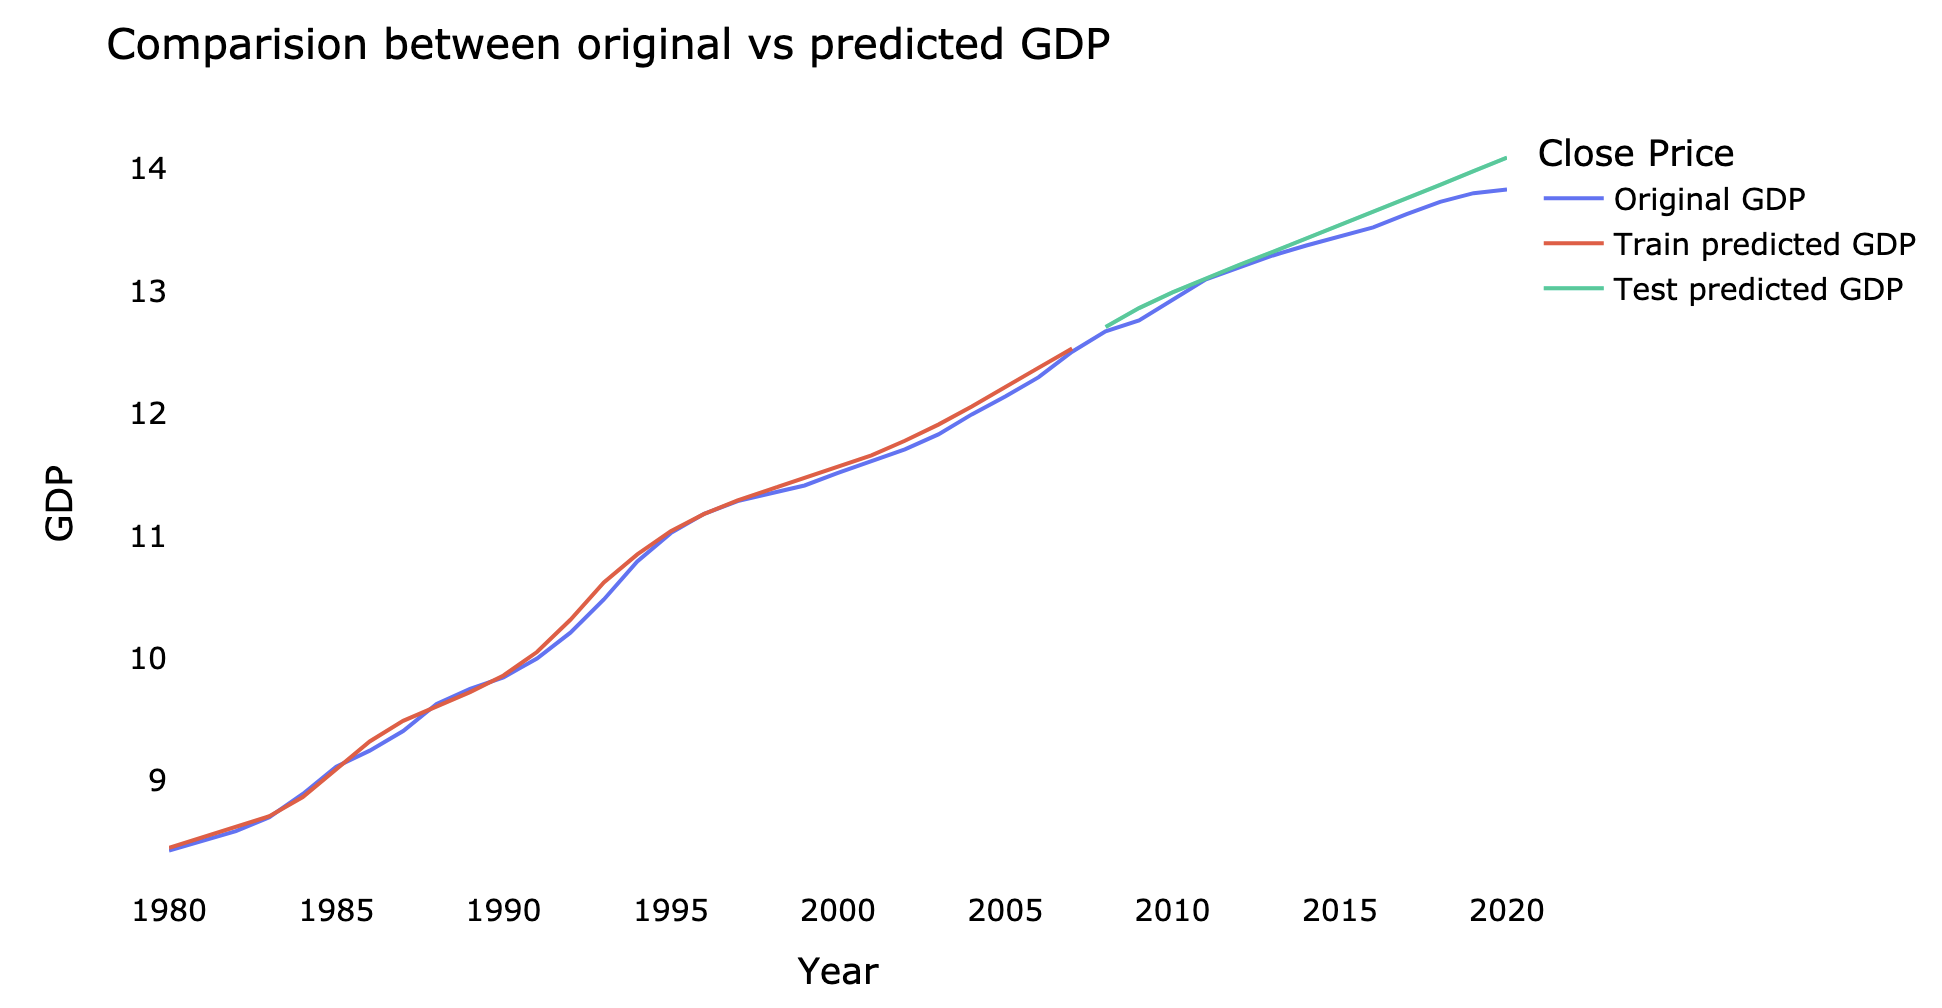 Comparision between original vs predicted GDP
14
13
12
11
10
9
GDP
1980 1985 1990 1995 2000 2005 2010 2015 2020
Year
Close Price
Original GDP
Train predicted GDP
Test predicted GDP